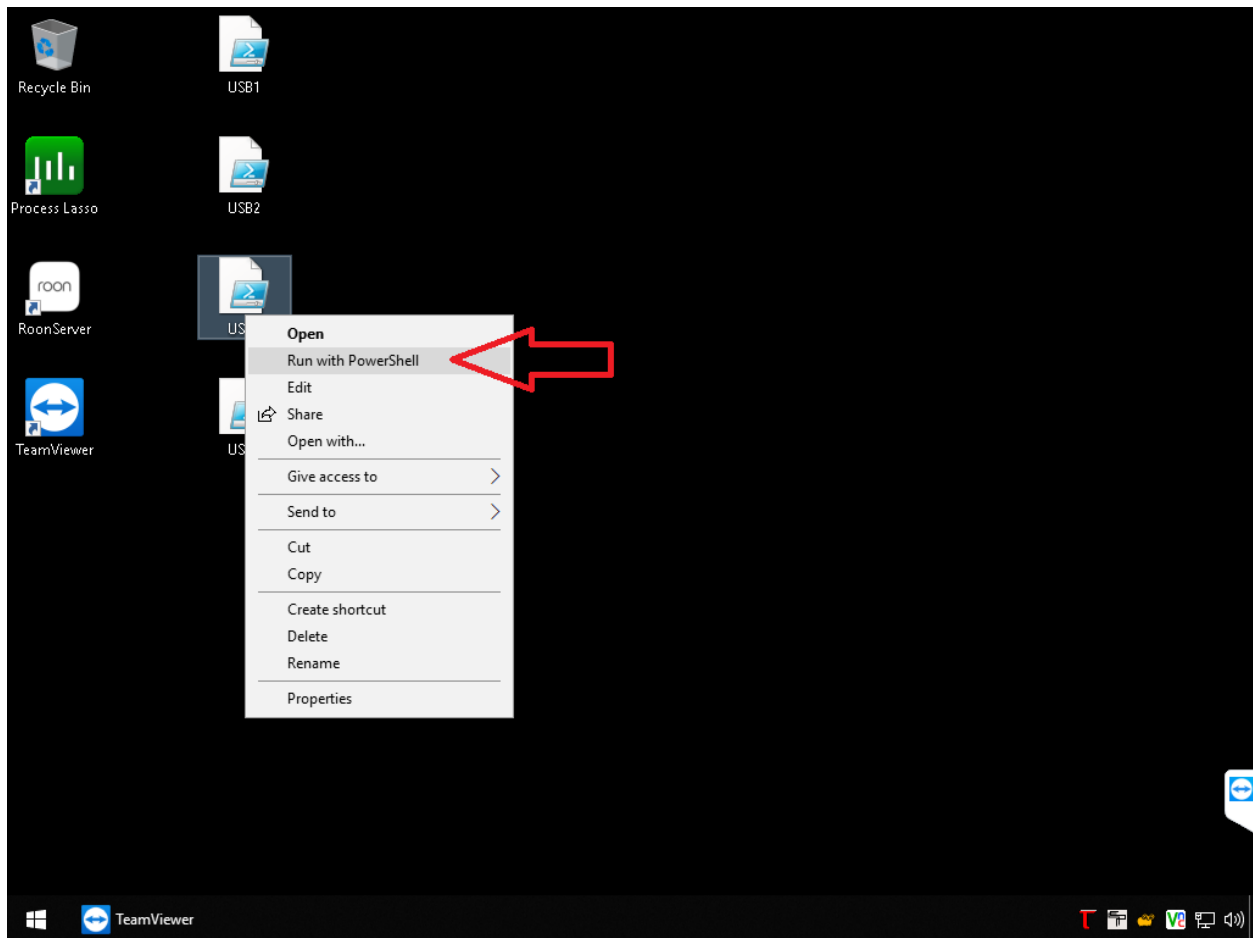 Recycle Bin
USB1
Process Lasso
USB2
roon
RoonServer
US
TeamViewer
US
Open
Run with PowerShell
Edit
Share
Open with...
Give access to
Send to
Cut
Copy
Create shortcut
Delete
Rename
Properties
TeamViewer